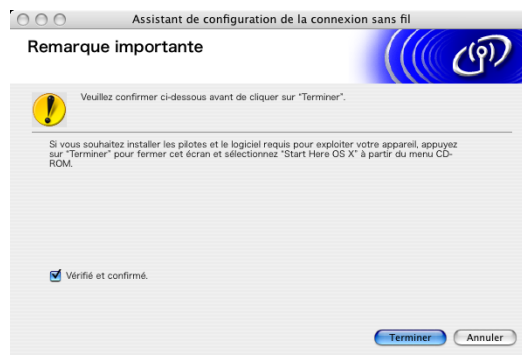 Assistant de configuration de la connexion sans fil
Remarque importante
Veuillez confirmer ci-dessous avant de cliquer sur "Terminer".
Si vous souhaitez installer les pilotes et le logiciel requis pour exploiter votre appareil, appuyez
sur "Terminer" pour fermer cet écran et sélectionnez "Start Here OS X" à partir du menu CD-
ROM.
Vérifié et confirmé.
Terminer Annuler